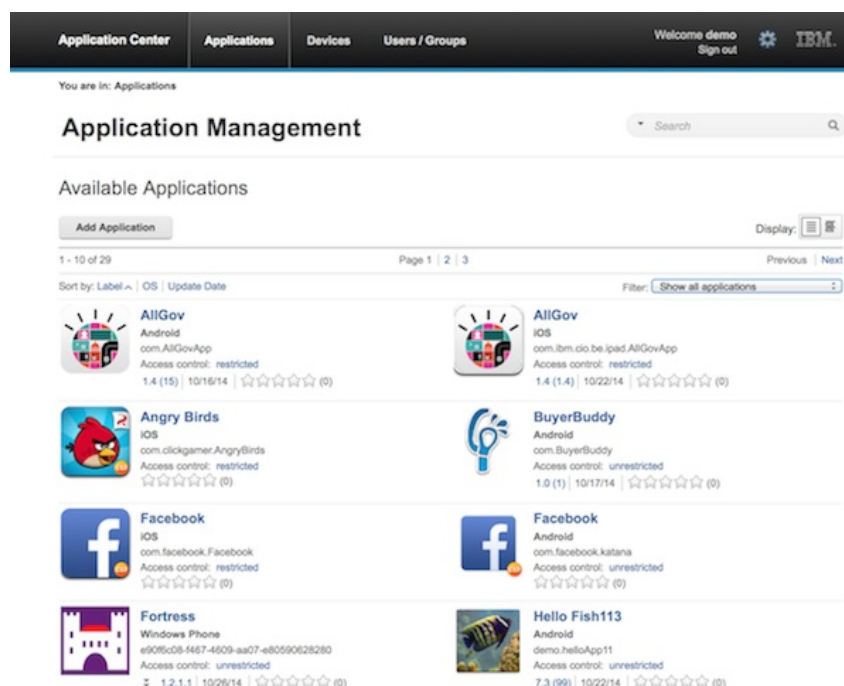 Application Center Applications Devices Users / Groups Welcome demo IBM.
Sign out
You are in: Applications
Application Management Search
Available Applications
Add Application Display:
1 - 10 of 29 Page 1 | 2 | 3 Previous | Next
Sort by: Label | OS | Update Date Filter: Show all applications
AllGov
Android
com.AllGovApp
Access control: restricted
1.4 (15) | 10/16/14 | (0)
AllGov
iOS
com.ibm.cio.be.ipad.AllGovApp
Access control: restricted
1.4 (1.4) | 10/22/14 | (0)
Angry Birds
iOS
com.clickgamer.AngryBirds
Access control: restricted
(0)
BuyerBuddy
Android
com.BuyerBuddy
Access control: unrestricted
1.0 (1) | 10/17/14 | (0)
Facebook
iOS
com.facebook.Facebook
Access control: restricted
(0)
Facebook
Android
com.facebook.katana
Access control: unrestricted
(0)
Fortress
Windows Phone
e90f6c08-f467-4609-aa07-e80590628280
Access control: unrestricted
1.2.1.1 | 10/26/14 | (0)
Hello Fish113
Android
demo.helloApp11
Access control: unrestricted
7.3 (99) | 10/22/14 | (0)